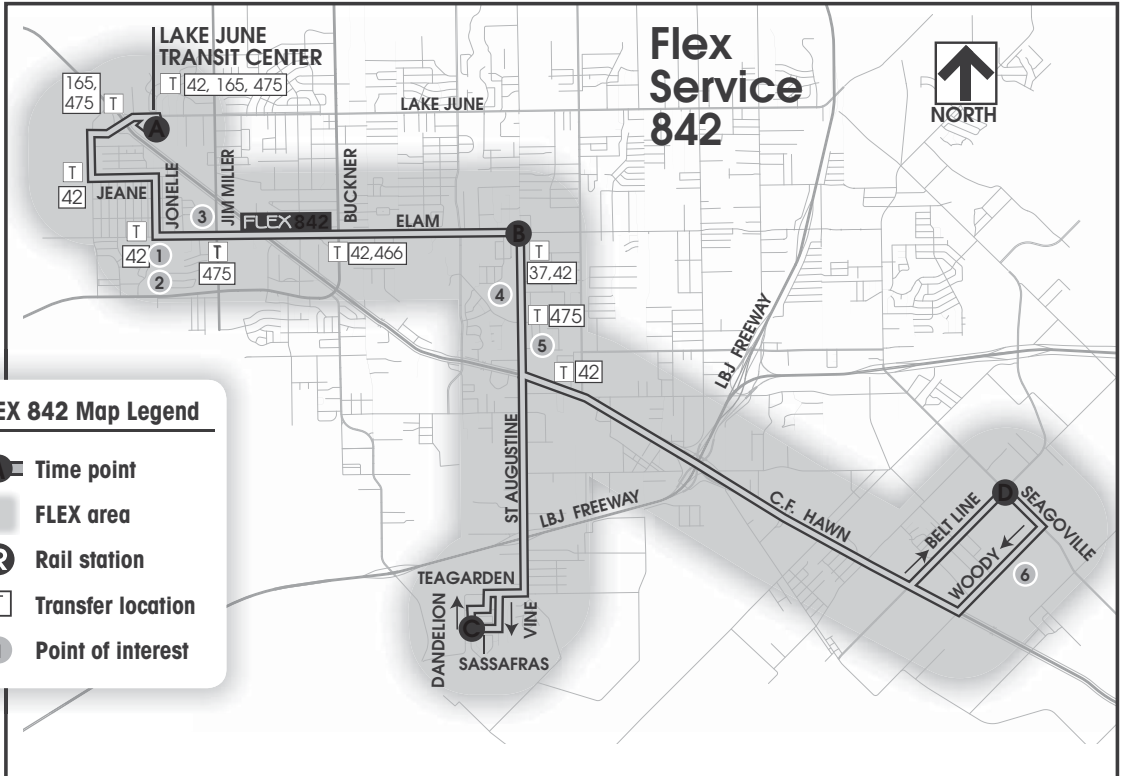 LAKE JUNE
TRANSIT CENTER
T 42, 165, 475
165,
475 T
Flex
Service
842
NORTH
LAKE JUNE
A
T
42
JEANE
JONELLE
JIM MILLER
BUCKNER
3
FLEX 842
ELAM
B
T
42
1
2
T
475
T 42,466
T
37,42
4
T 475
5
T 42
LBJ FREEWAY
EX 842 Map Legend
Time point
FLEX area
R
Rail station
Transfer location
Point of interest
ST AUGUSTINE
LBJ FREEWAY
C.F. HAWN
BELT LINE
D
SEAGOVILLE
WOODY
6
TEAGARDEN
DANDELION
C
VINE
SASSAFRAS